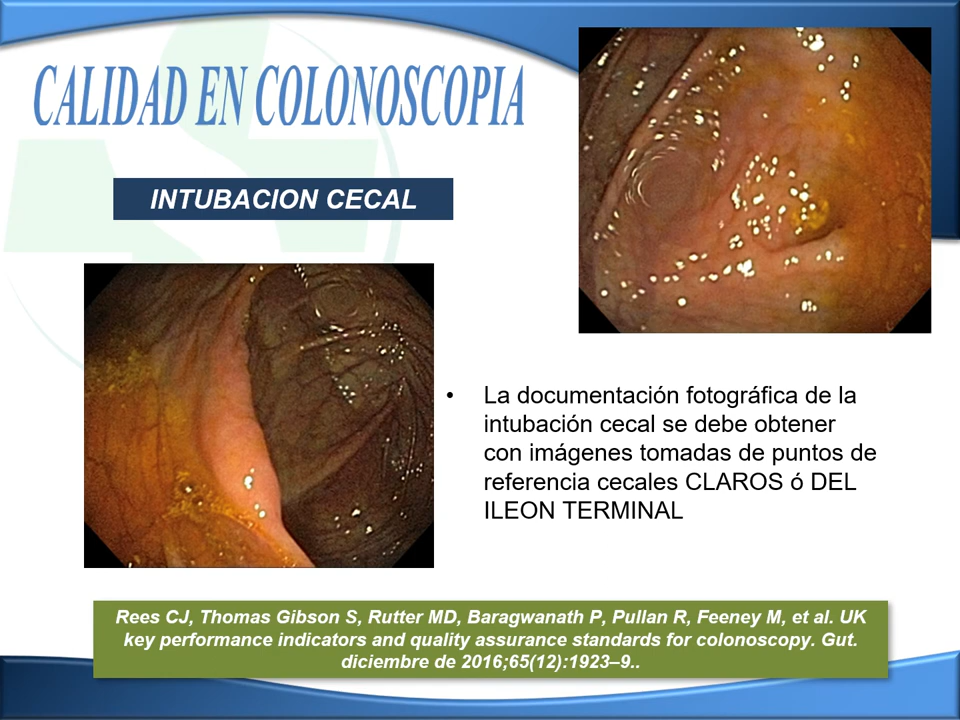 CALIDAD EN COLONOSCOPIA
INTUBACION CECAL
• La documentación fotográfica de la
intubación cecal se debe obtener
con imágenes tomadas de puntos de
referencia cecales CLAROS ó DEL
ILEON TERMINAL
Rees CJ, Thomas Gibson S, Rutter MD, Baragwanath P, Pullan R, Feeney M, et al. UK
key performance indicators and quality assurance standards for colonoscopy. Gut.
diciembre de 2016;65(12):1923–9..